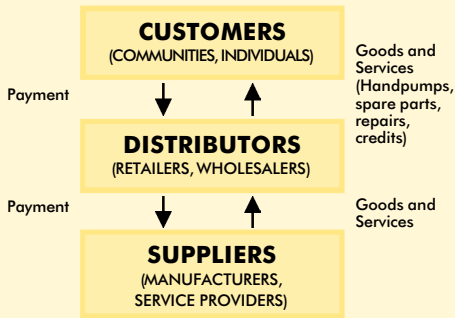 CUSTOMERS
(COMMUNITIES, INDIVIDUALS)
Payment
Goods and
Services
(Handpumps,
spare parts,
repairs,
credits)
DISTRIBUTORS
(RETAILERS, WHOLESALERS)
Payment
Goods and
Services
SUPPLIERS
(MANUFACTURERS,
SERVICE PROVIDERS)